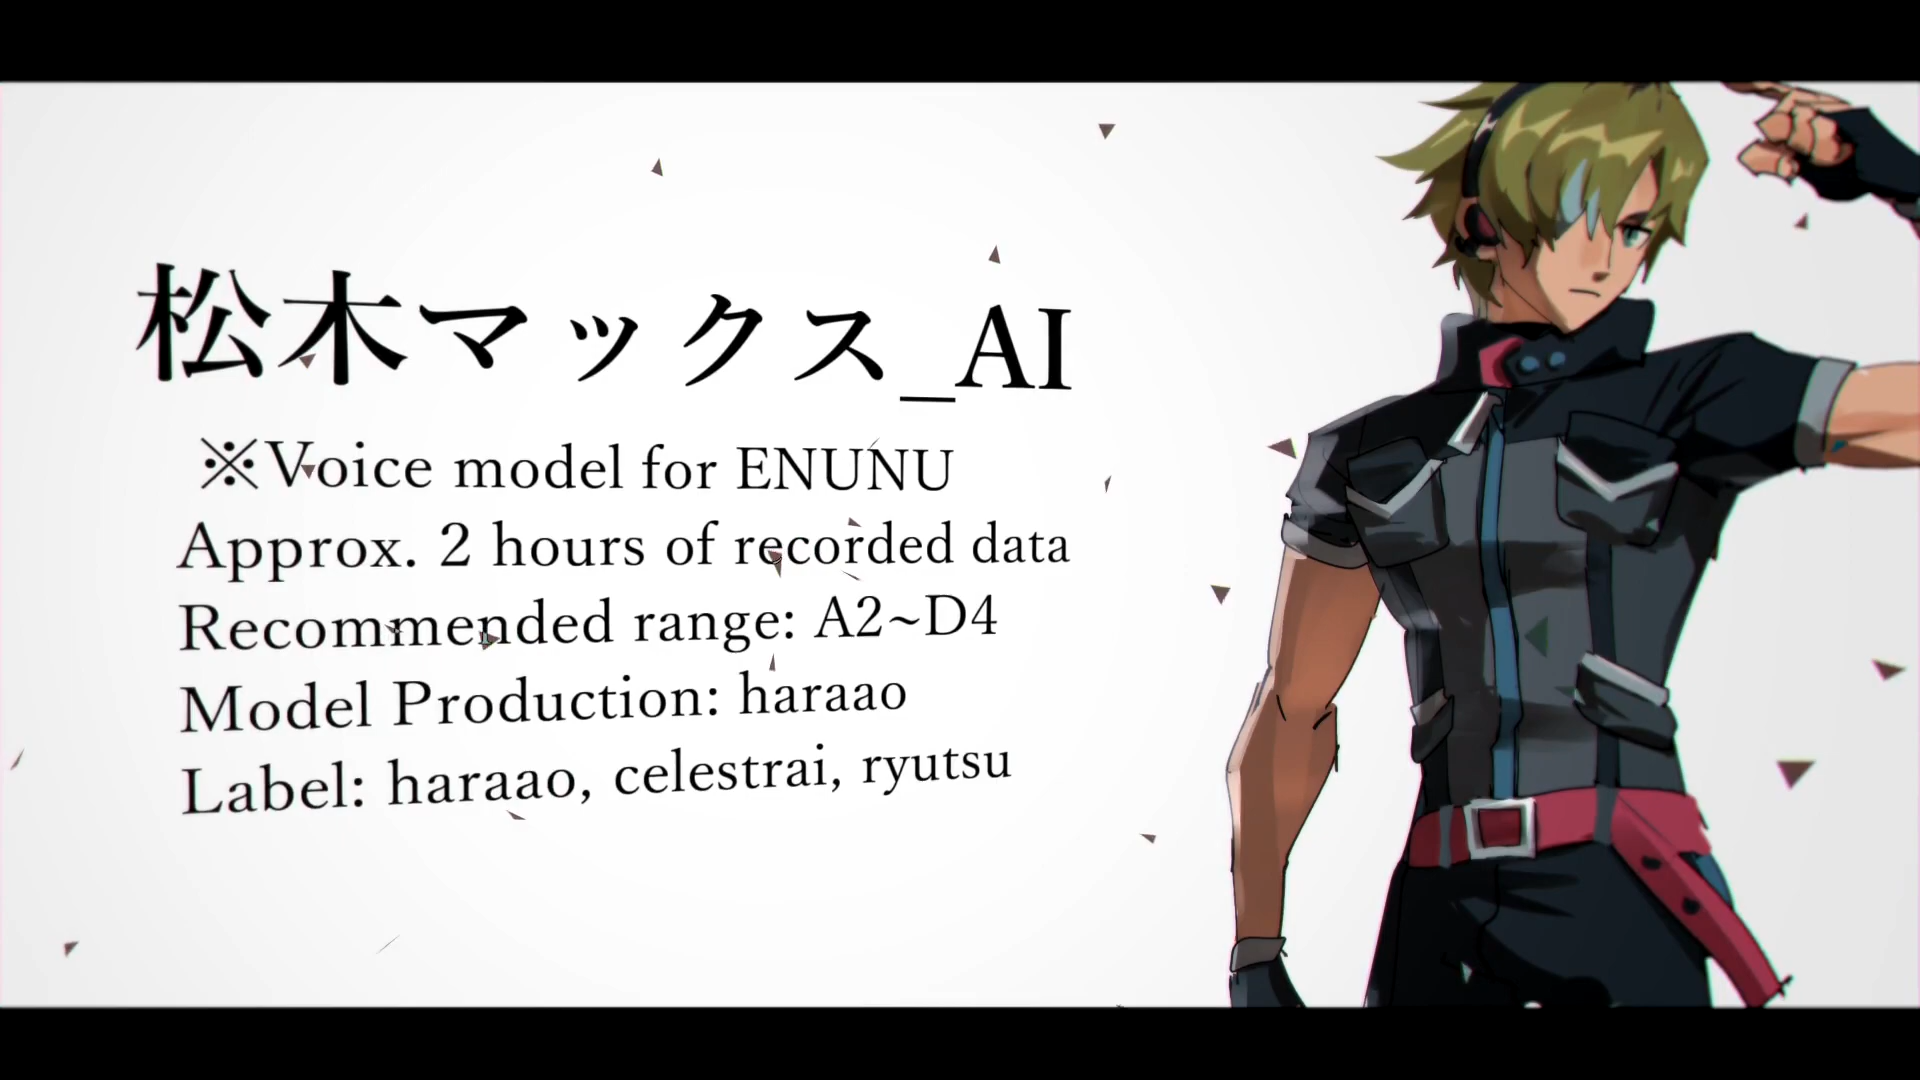 松木マックス_AI
※Voice model for ENUNU
Approx. 2 hours of recorded data
Recommended range: A2~D4
Model Production: haraao
Label: haraao, celestrai, ryutsu